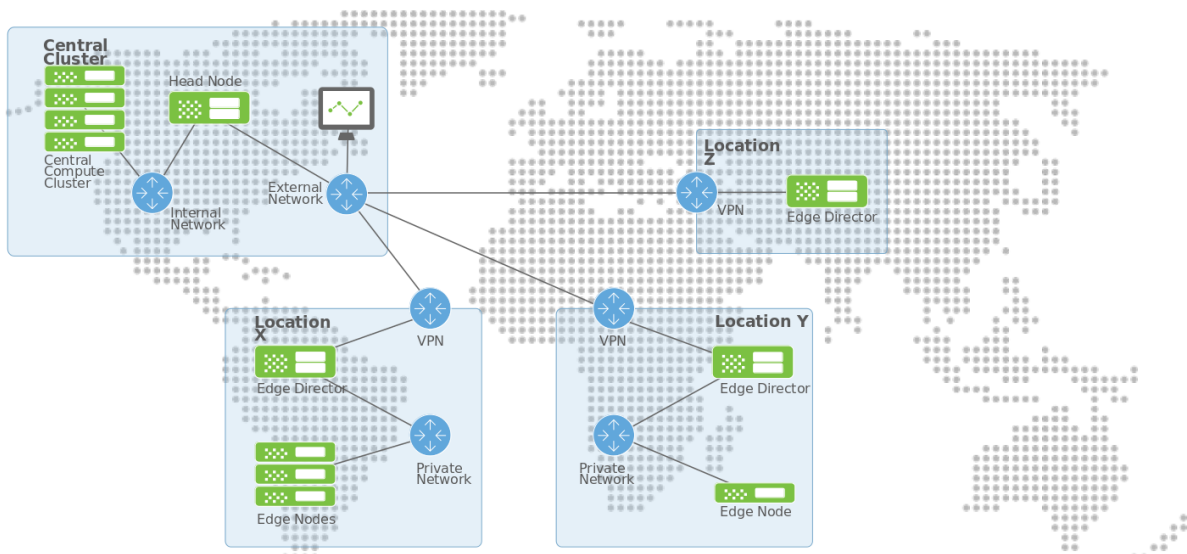 Central
Cluster
Head Node
Central
Compute
Cluster
Internal
Network
External
Network
Location
Z
VPN
Edge Director
Location
X
VPN
Edge Director
Private
Network
Edge Nodes
Location Y
VPN
Edge Director
Private
Network
Edge Node